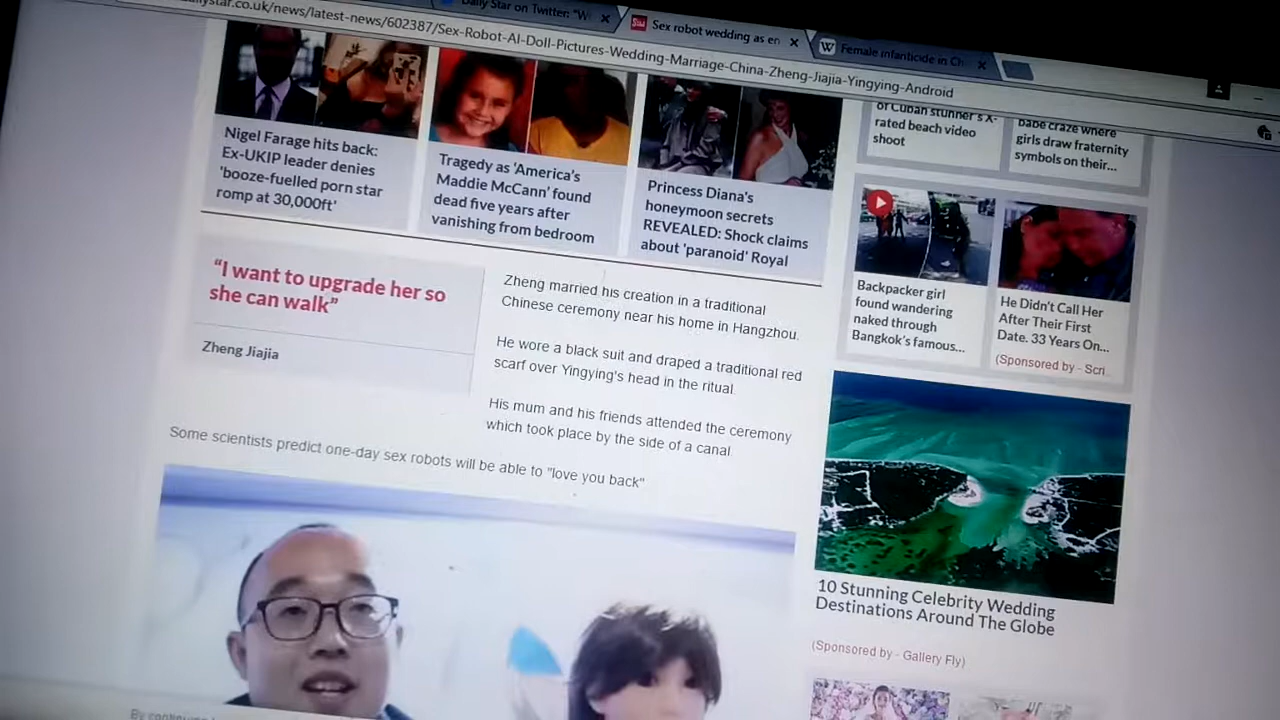 Daily Star on Twitter: "W
Sex robot wedding as en
Female infanticide in Ch
dailystar.co.uk/news/latest-news/602387/Sex-Robot-AI-Doll-Pictures-Wedding-Marriage-China-Zheng-Jiajia-Yingying-Android
Nigel Farage hits back:
Ex-UKIP leader denies
'booze-fuelled porn star
romp at 30,000ft'
Tragedy as 'America's
Maddie McCann' found
dead five years after
vanishing from bedroom
Princess Diana's
honeymoon secrets
REVEALED: Shock claims
about 'paranoid' Royal
of Cuban stunner's X-
rated beach video
shoot
babe craze where
girls draw fraternity
symbols on their...
"I want to upgrade her so
she can walk"
Zheng Jiajia
Zheng married his creation in a traditional
Chinese ceremony near his home in Hangzhou.
He wore a black suit and draped a traditional red
scarf over Yingying's head in the ritual.
His mum and his friends attended the ceremony
which took place by the side of a canal.
Some scientists predict one-day sex robots will be able to "love you back"
Backpacker girl
found wandering
naked through
Bangkok's famous...
He Didn't Call Her
After Their First
Date. 33 Years On...
(Sponsored by - Scri
10 Stunning Celebrity Wedding
Destinations Around The Globe
(Sponsored by - Gallery Fly)
By continuing